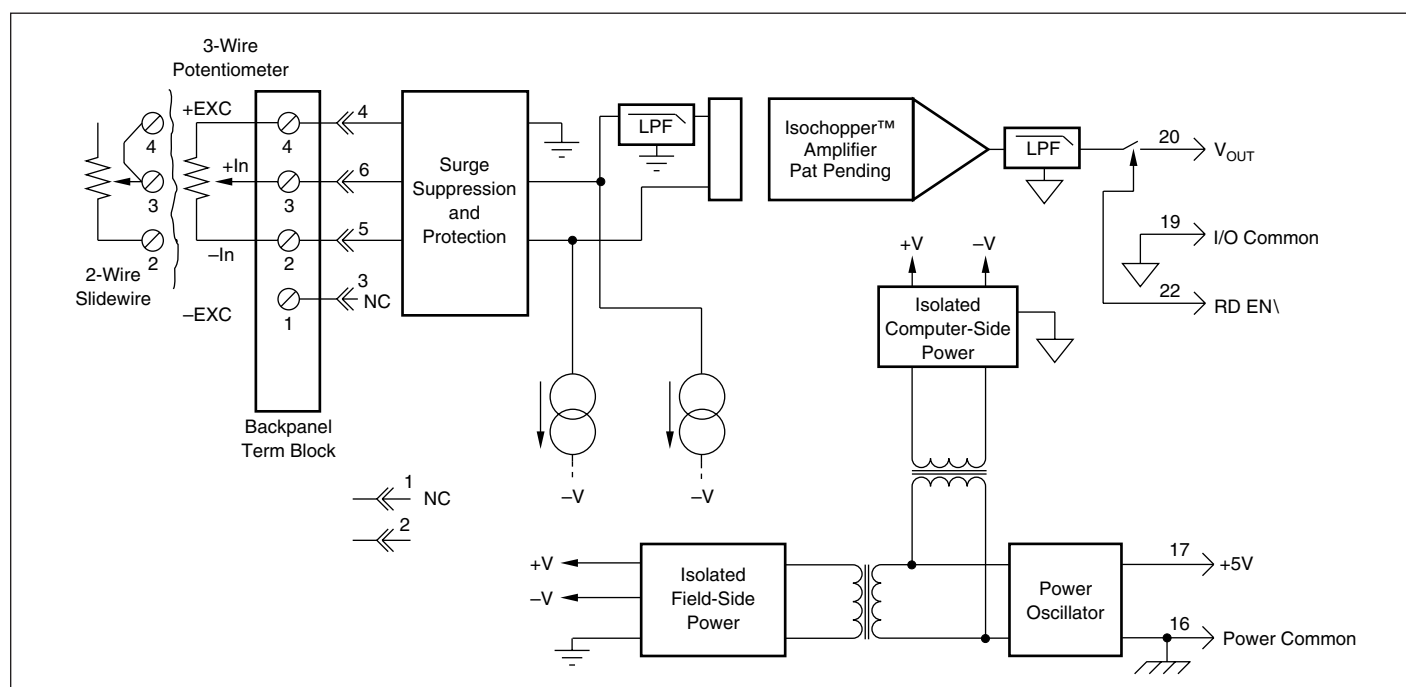 3-Wire
Potentiometer
+EXC
4
4
4
+In
6
3
3
5
–In
2
2
3
NC
1
2-Wire
Slidewire
–EXC
Backpanel
Term Block
Surge
Suppression
and
Protection
LPF
Isochopper™
Amplifier
Pat Pending
LPF
20
VOUT
19
I/O Common
22
RD EN\
+V
–V
Isolated
Computer-Side
Power
–V
–V
1
NC
2
+V
–V
Isolated
Field-Side
Power
Power
Oscillator
17
+5V
16
Power Common